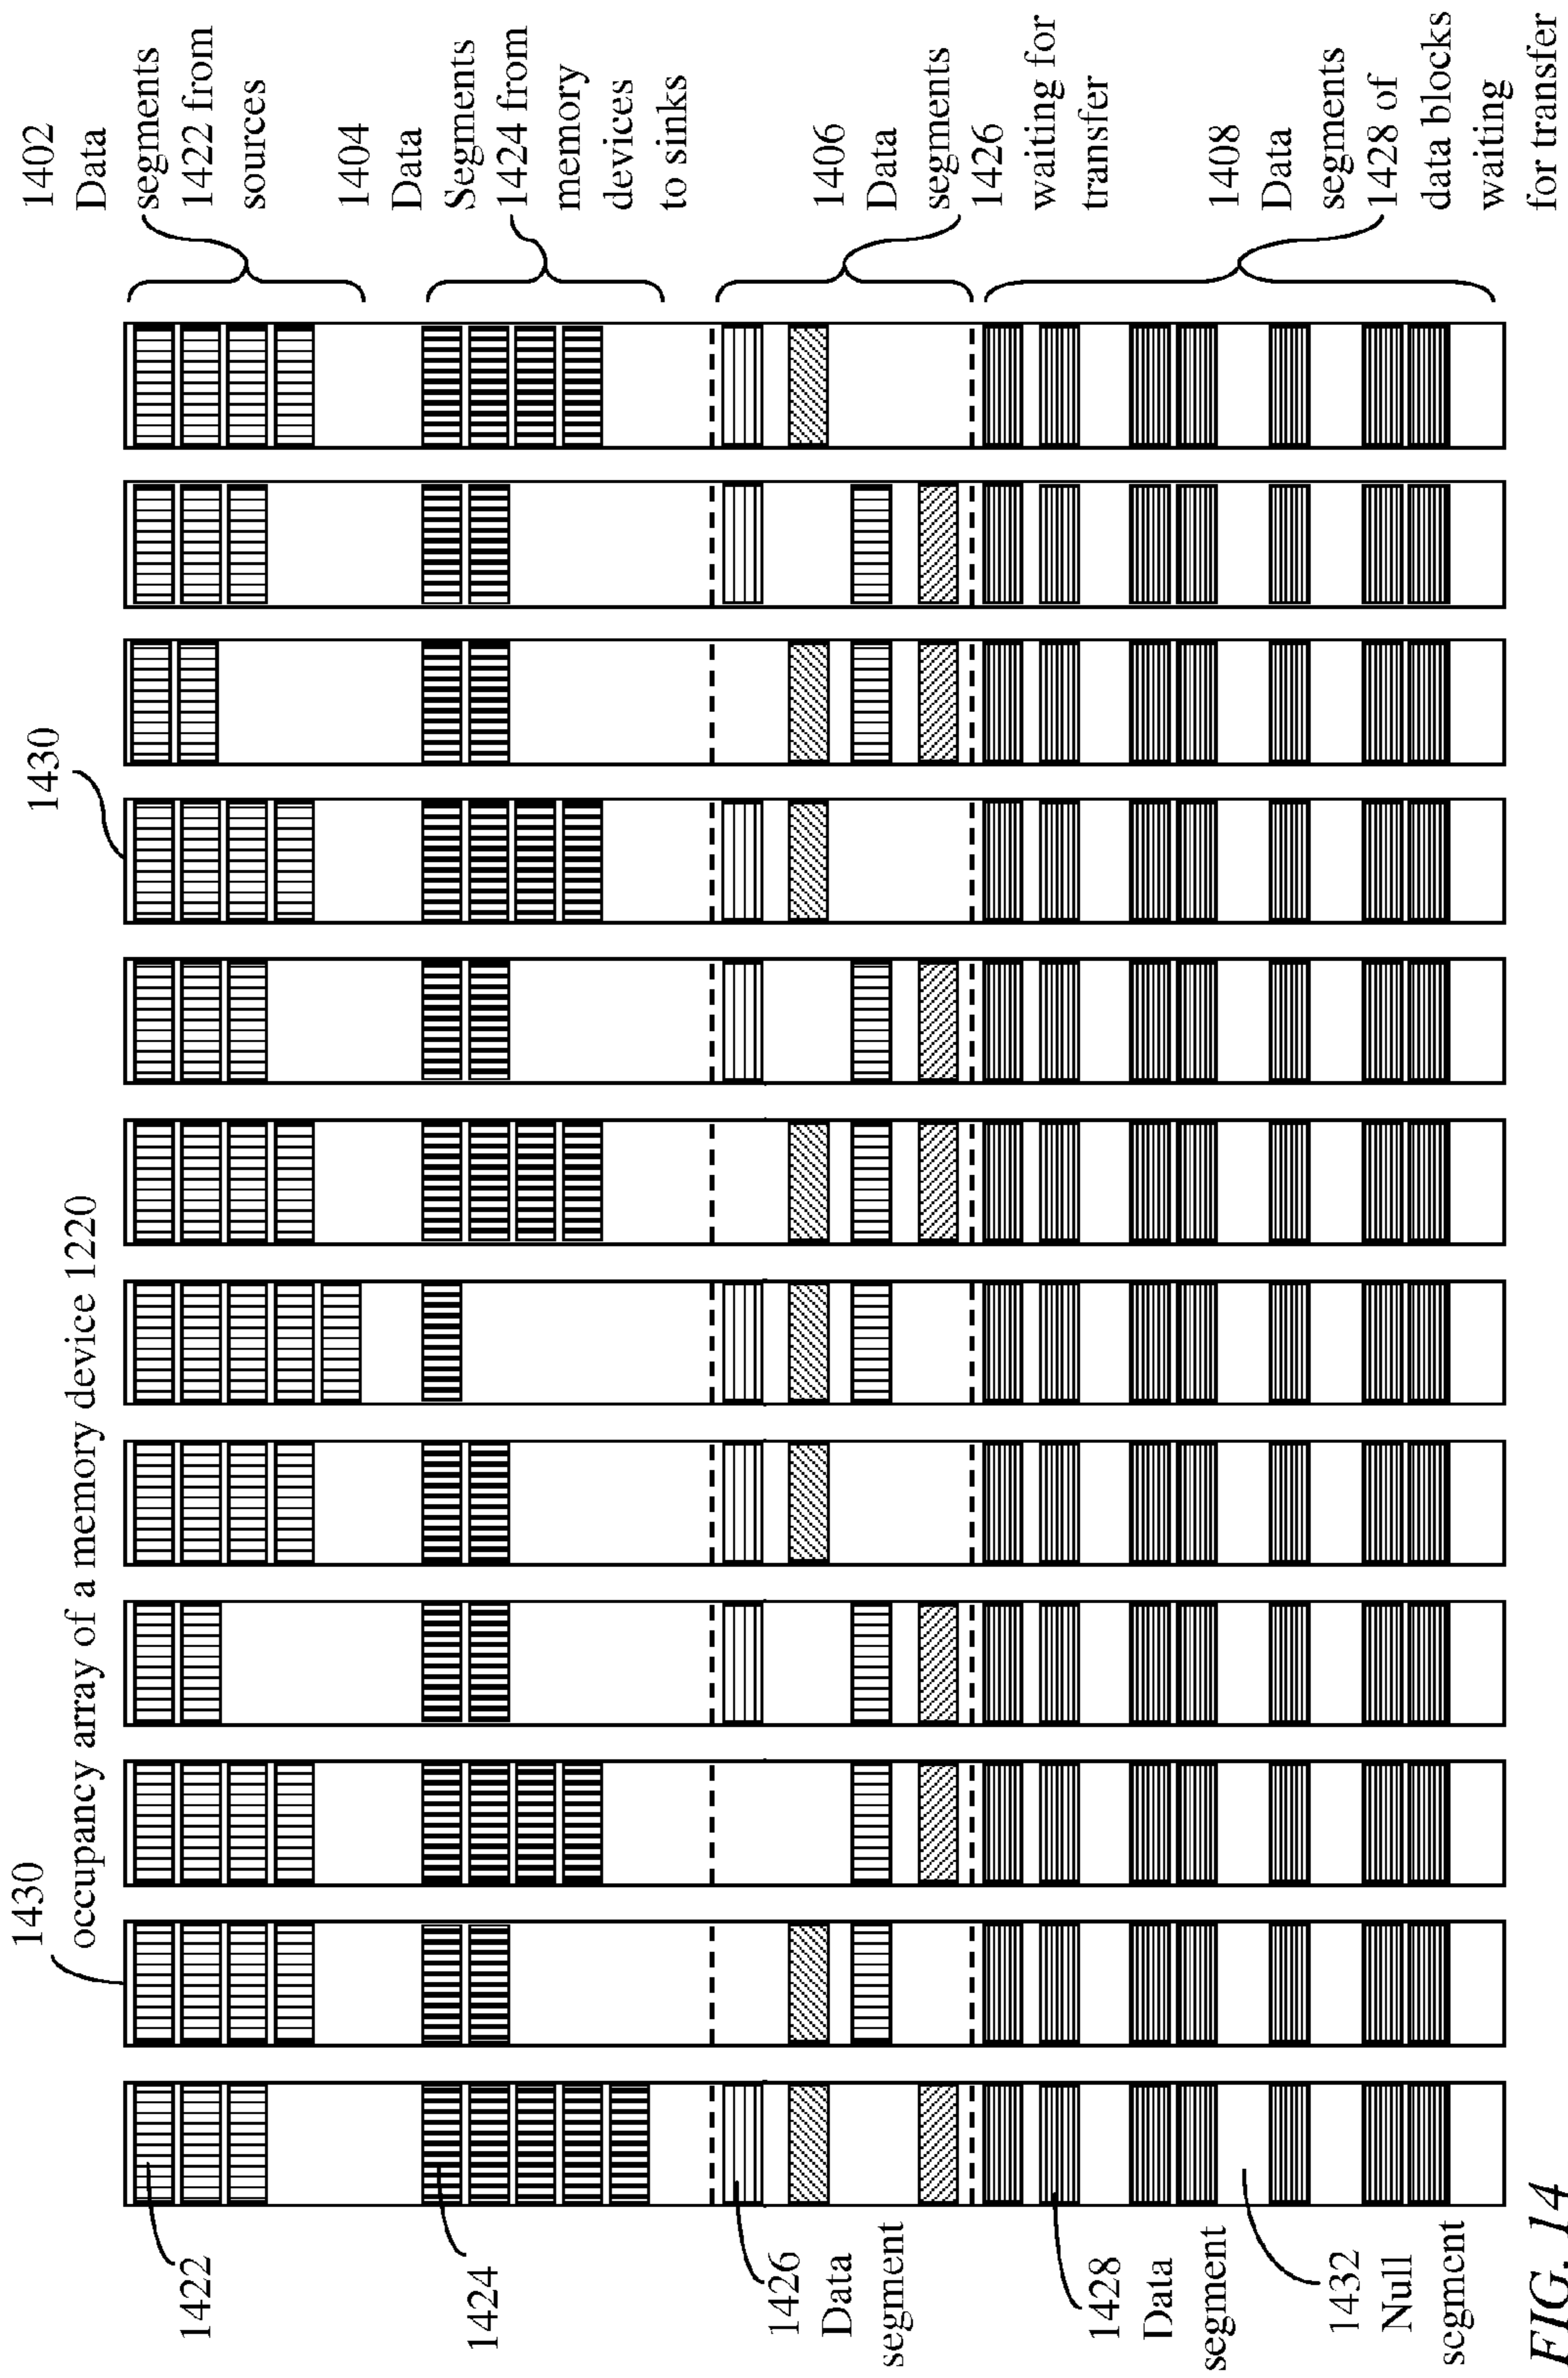 1430
occupancy array of a memory device 1220
1430
1402
Data
segments
1422 from
sources
1404
Data
Segments
1424 from
memory
devices
to sinks
1406
Data
segments
1426
waiting for
transfer
1408
Data
segments
1428 of
data blocks
waiting
for transfer
1422
1424
1426
Data
segment
1428
Data
segment
1432
Null
segment
FIG. 14